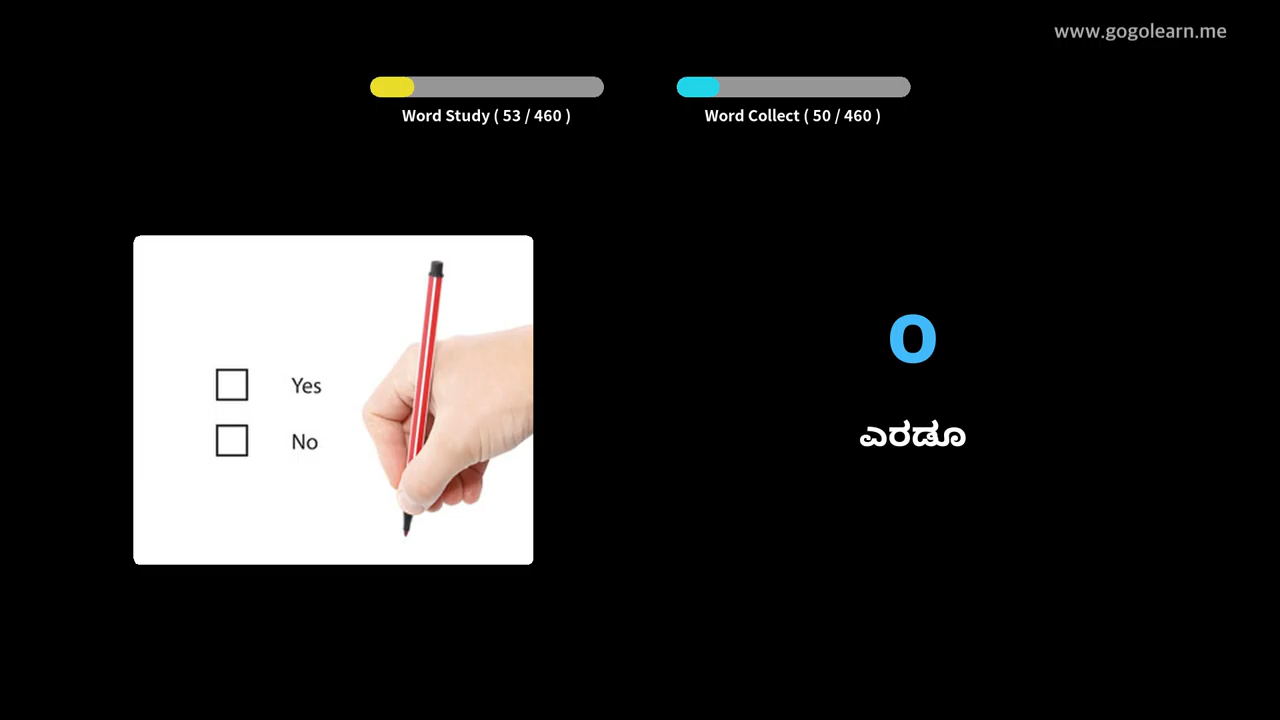 www.gogolearn.me
Word Study ( 53 / 460 )
Word Collect ( 50 / 460 )
Yes
No
o
ಎರಡೂ